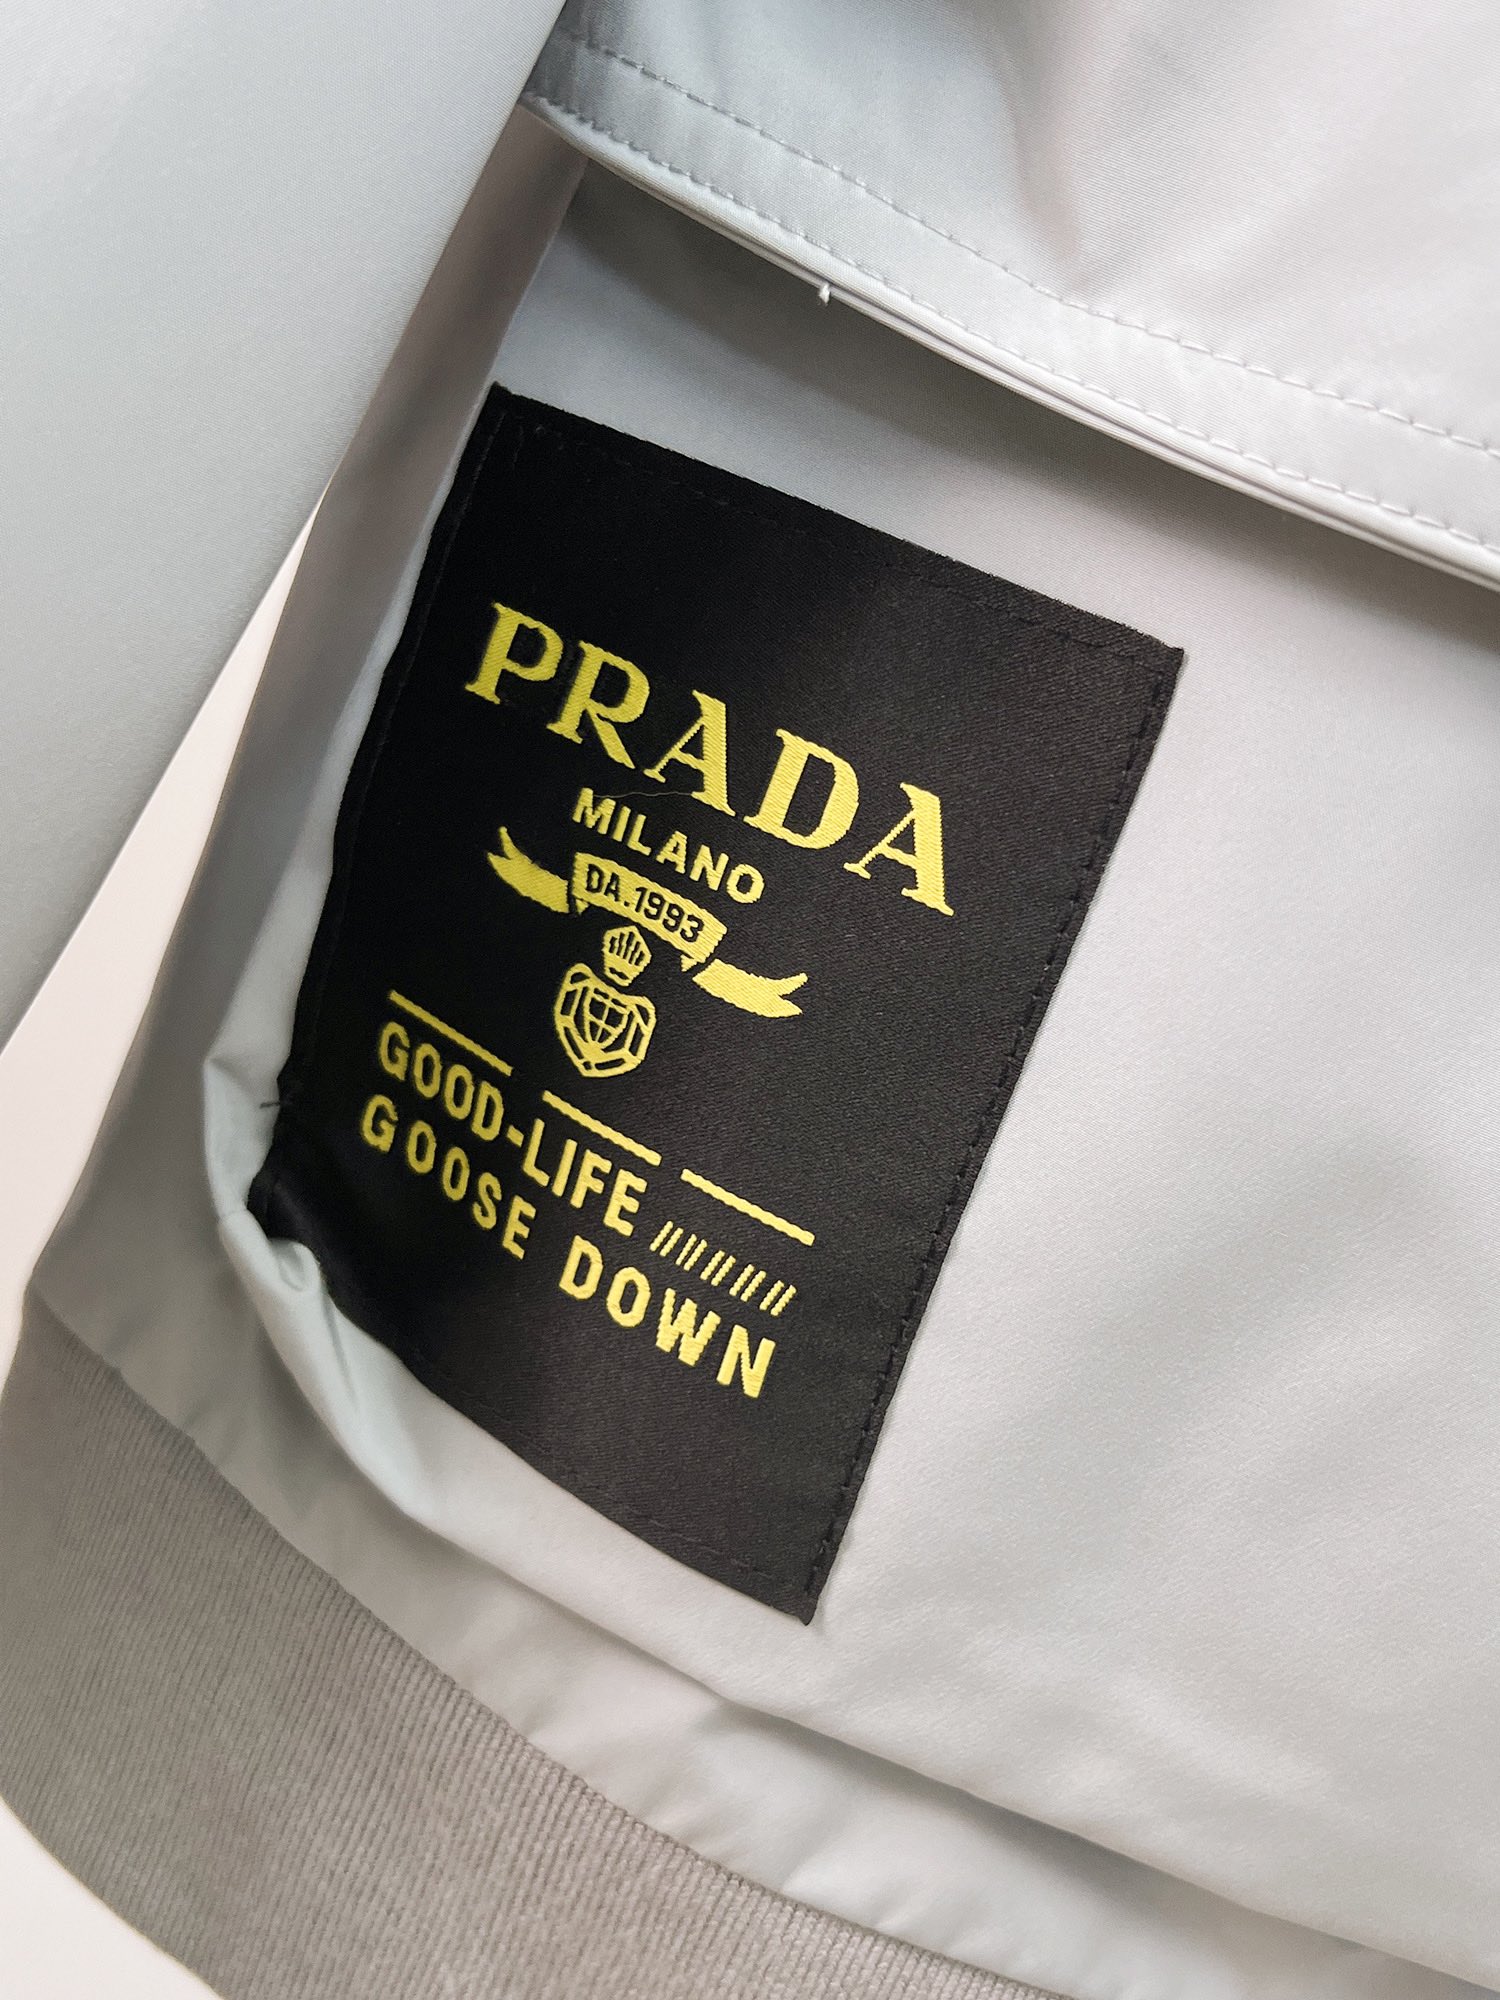 PRADA
MILANO
DA.1993
GOOD-LIFE
GOOSE DOWN